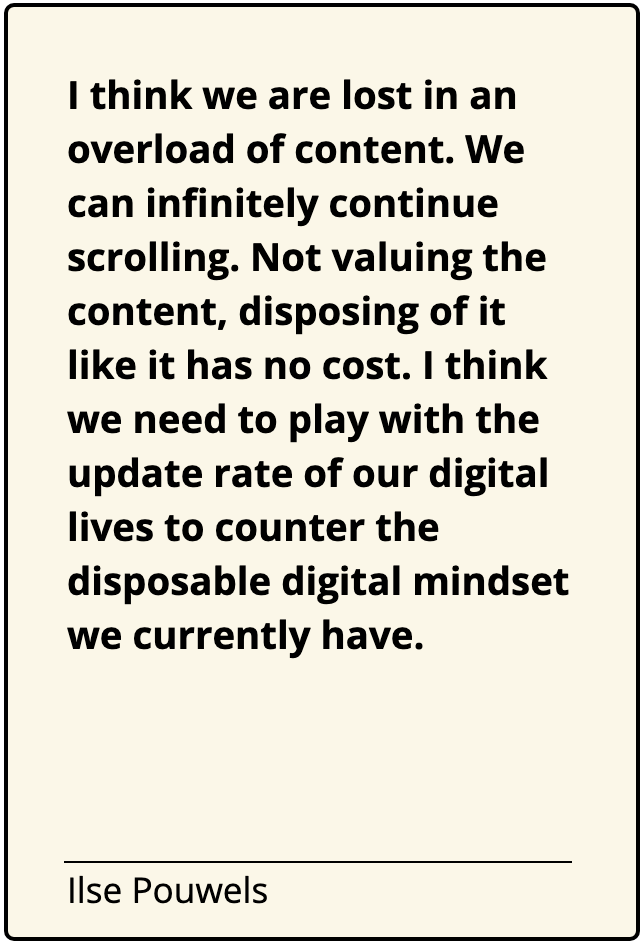 I think we are lost in an
overload of content. We
can infinitely continue
scrolling. Not valuing the
content, disposing of it
like it has no cost. I think
we need to play with the
update rate of our digital
lives to counter the
disposable digital mindset
we currently have.
Ilse Pouwels